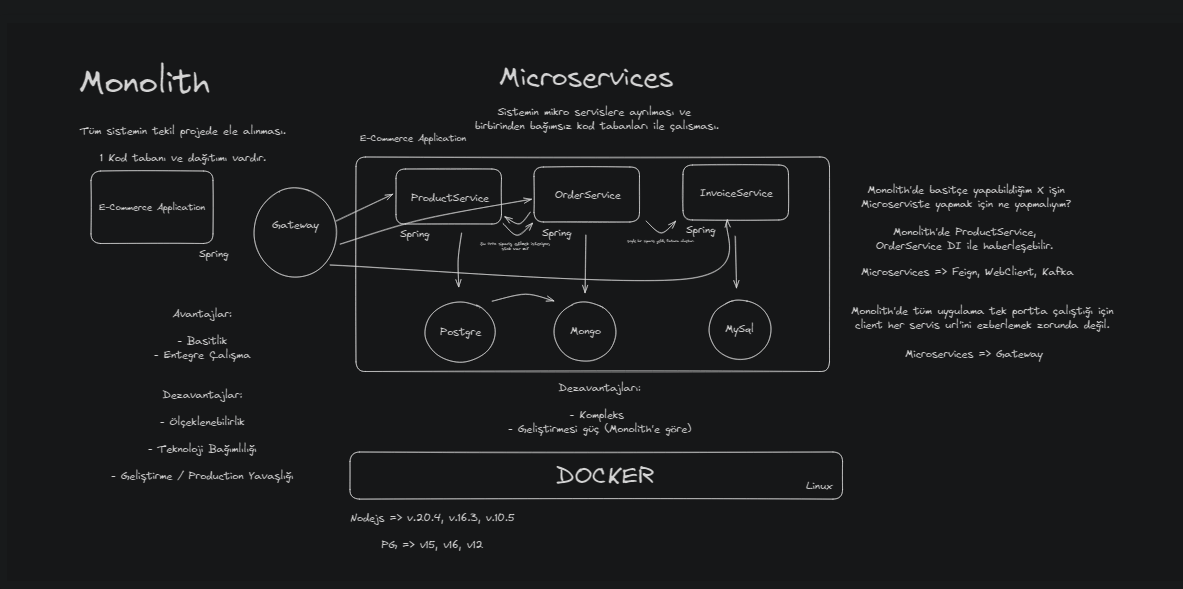 Monolith
Tüm sistemin tekil projede ele alınması.
1 Kod tabanı ve dağıtımı vardır.
E-Commerce Application
Spring
Avantajlar:
- Basitlik
- Entegre Çalışma
Dezavantajlar:
- Ölçeklenebilirlik
- Teknoloji Bağımlılığı
- Geliştirme / Production Yavaşlığı
Gateway
Microservices
Sistemin mikro servislere ayrılması ve
birbirinden bağımsız kod tabanları ile çalışması.
E-Commerce Application
ProductService
Spring
OrderService
Spring
InvoiceService
Spring
Postgre
Mongo
MySql
Dezavantajları:
- Kompleks
- Geliştirmesi güç (Monolith'e göre)
DOCKER
Linux
Nodejs => v.20.4, v.16.3, v.10.5
PG => v15, v16, v12
Monolith'de basitçe yapabildiğim X işin
Microserviste yapmak için ne yapmalıyım?
Monolith'de ProductService,
OrderService DI ile haberleşebilir.
Microservices => Feign, WebClient, Kafka
Monolith'de tüm uygulama tek portta çalıştığı için
client her servis url'ini ezberlemek zorunda değil.
Microservices => Gateway